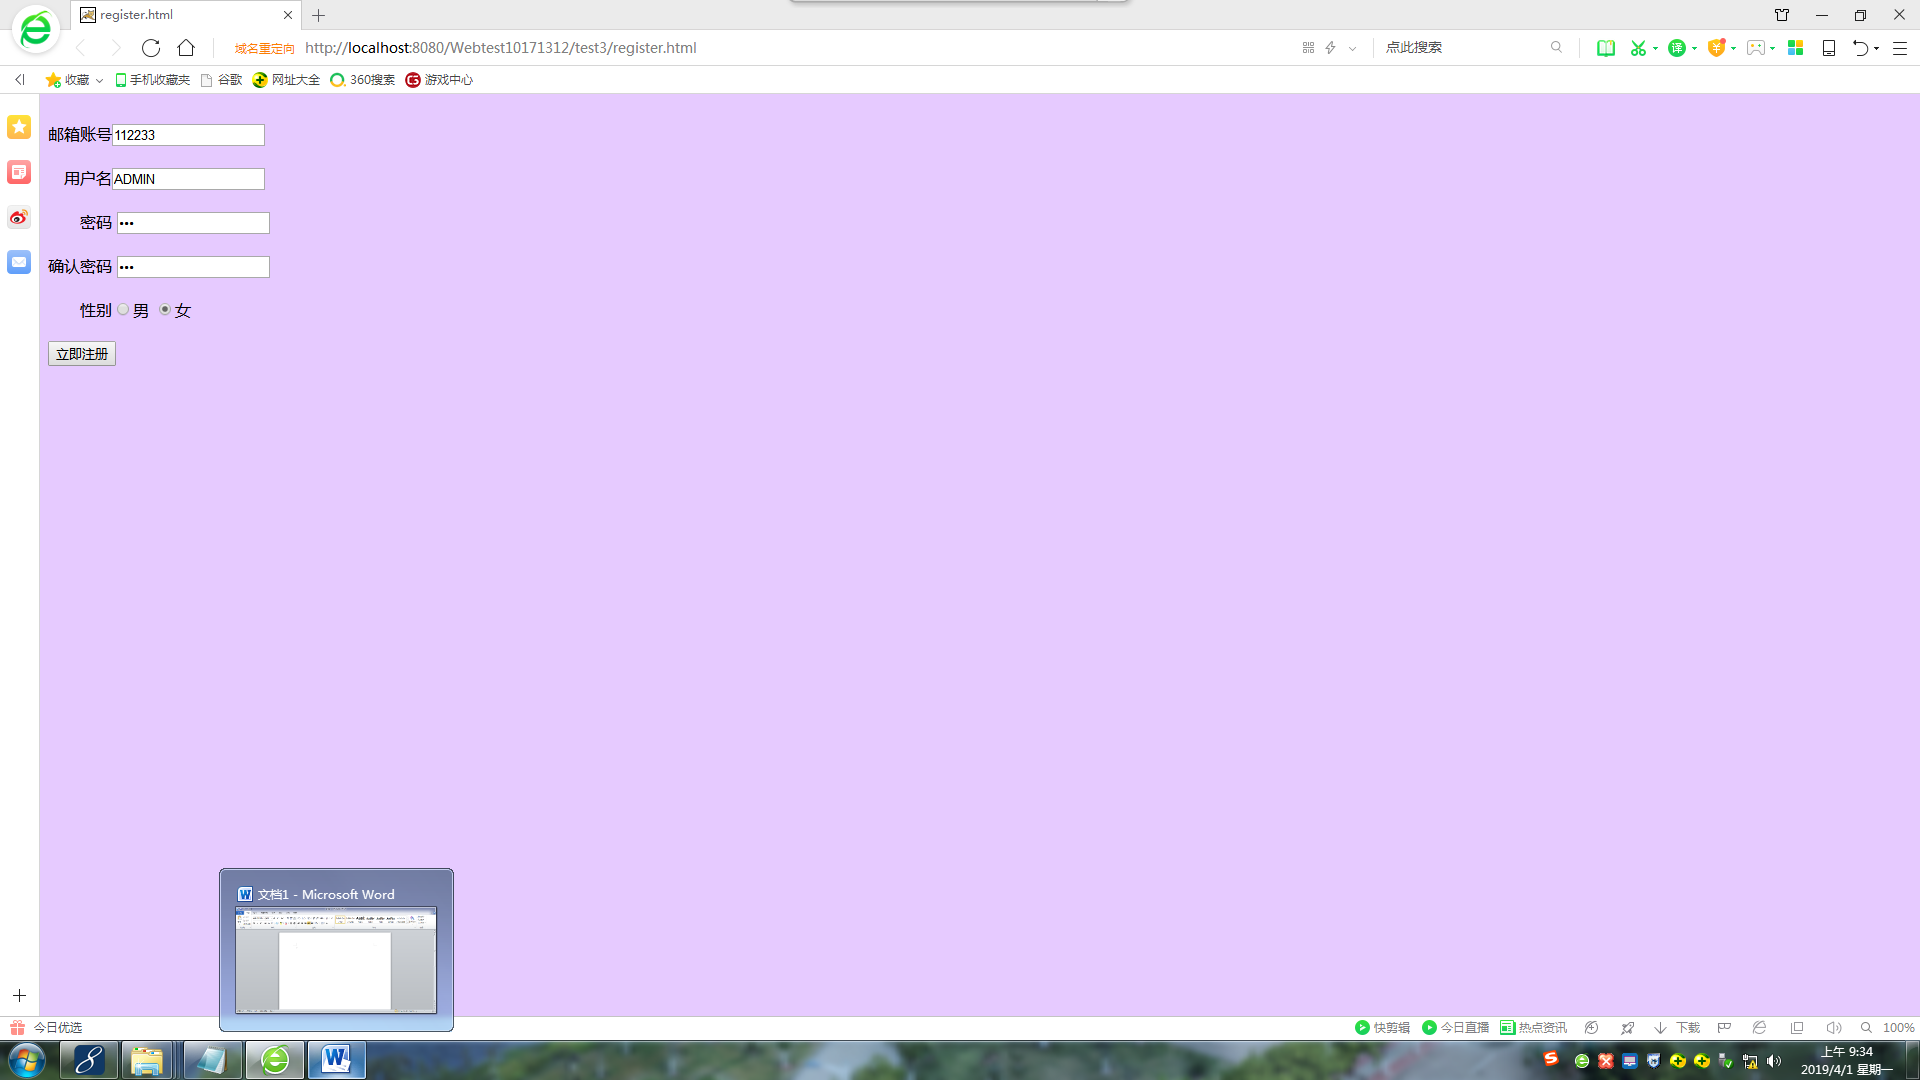 register.html
域名重定向 http://localhost:8080/Webtest10171312/test3/register.html
点此搜索
译
收藏 手机收藏夹 谷歌 网址大全 360搜索 游戏中心
邮箱账号 112233
用户名 ADMIN
密码 •••
确认密码 •••
性别 男 女
立即注册
文档1 - Microsoft Word
今日优选
快剪辑 今日直播 热点资讯 下载 100%
上午 9:34
2019/4/1 星期一